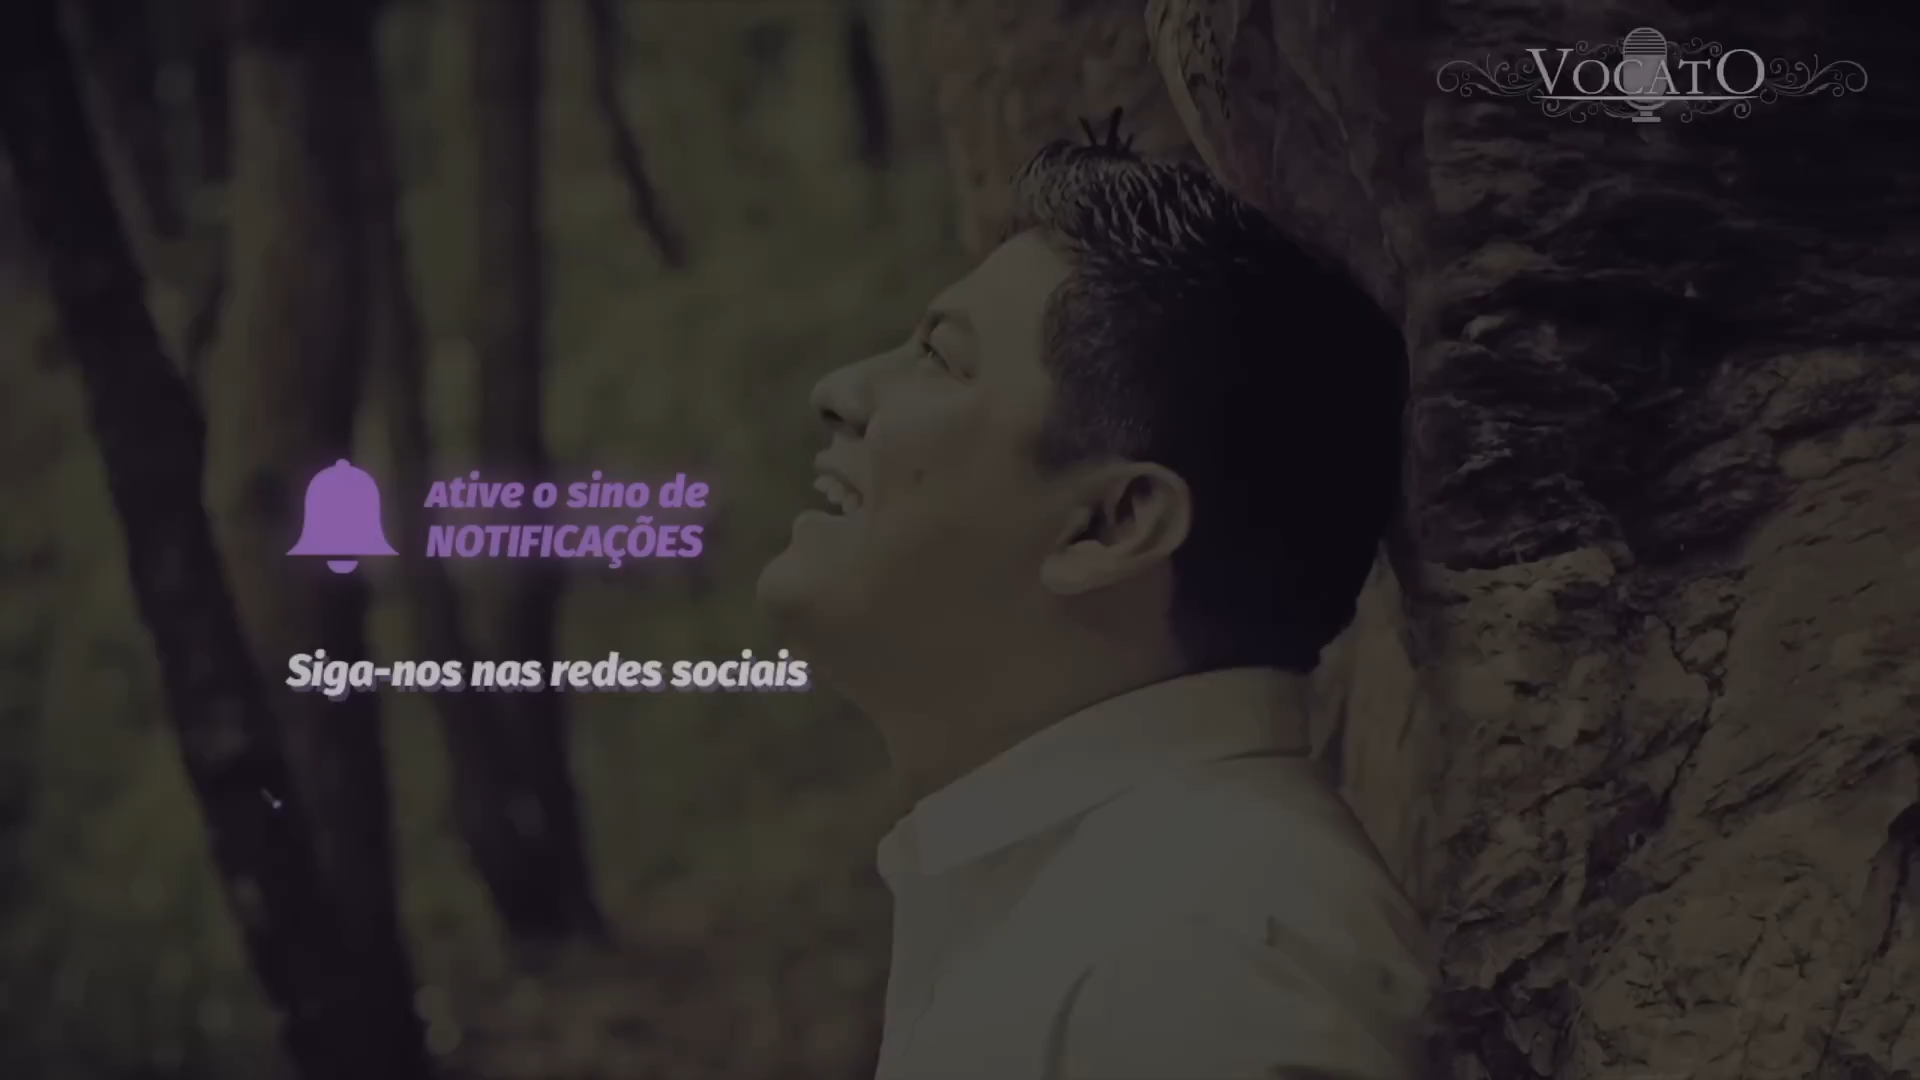 VOCATO
Ative o sino de
NOTIFICAÇÕES
Siga-nos nas redes sociais